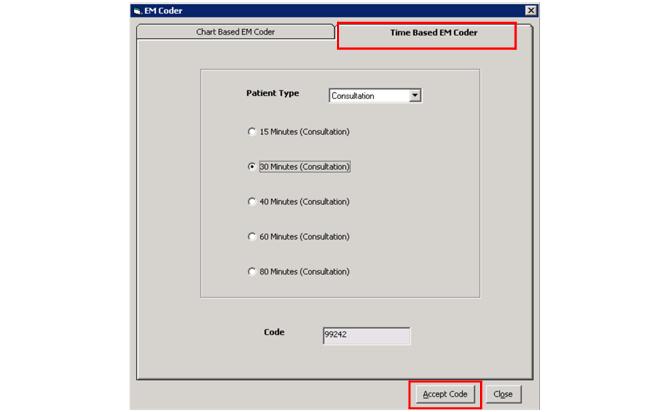 EM Coder
Chart Based EM Coder
Time Based EM Coder
Patient Type
Consultation
15 Minutes (Consultation)
30 Minutes (Consultation)
40 Minutes (Consultation)
60 Minutes (Consultation)
80 Minutes (Consultation)
Code
99242
Accept Code
Close